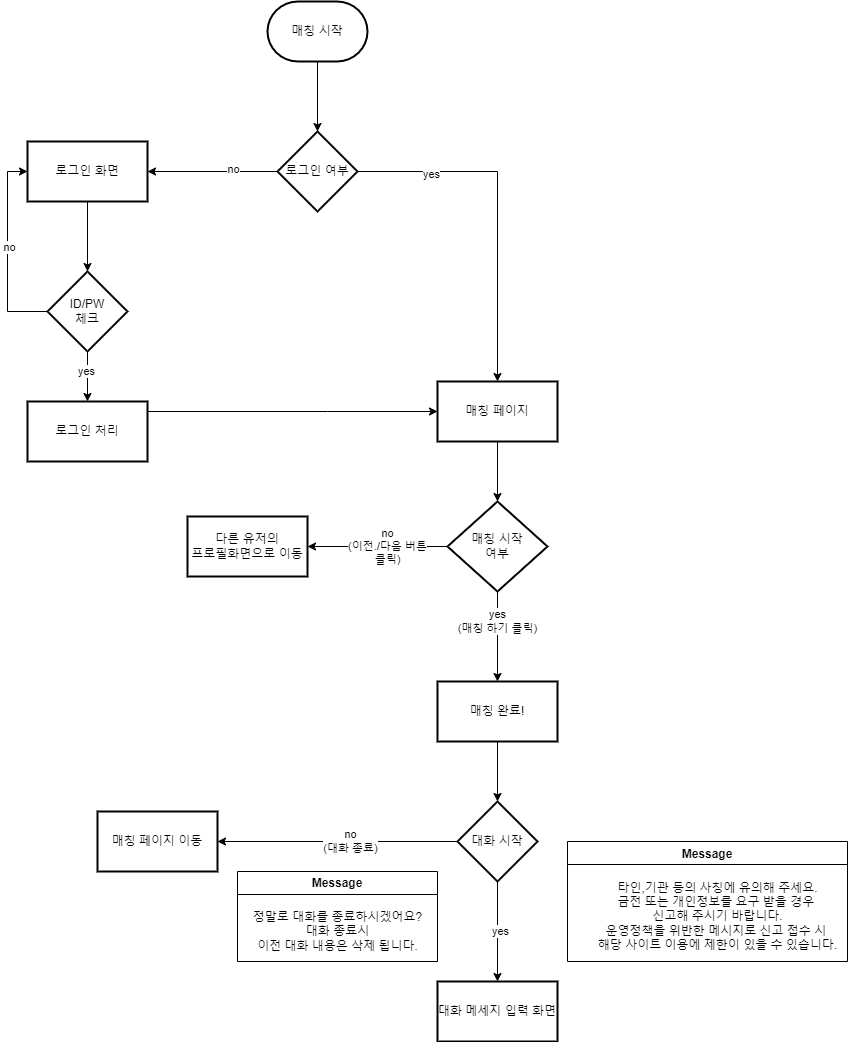 매칭 시작
로그인 화면
no
로그인 여부
yes
no
ID/PW
체크
yes
로그인 처리
매칭 페이지
다른 유저의
프로필화면으로 이동
no
(이전./다음 버튼
클릭)
매칭 시작
여부
yes
(매칭 하기 클릭)
매칭 완료!
매칭 페이지 이동
no
(대화 종료)
대화 시작
Message
정말로 대화를 종료하시겠어요?
대화 종료시
이전 대화 내용은 삭제 됩니다.
Message
타인,기관 등의 사칭에 유의해 주세요.
금전 또는 개인정보를 요구 받을 경우
신고해 주시기 바랍니다.
운영정책을 위반한 메시지로 신고 접수 시
해당 사이트 이용에 제한이 있을 수 있습니다.
yes
대화 메세지 입력 화면